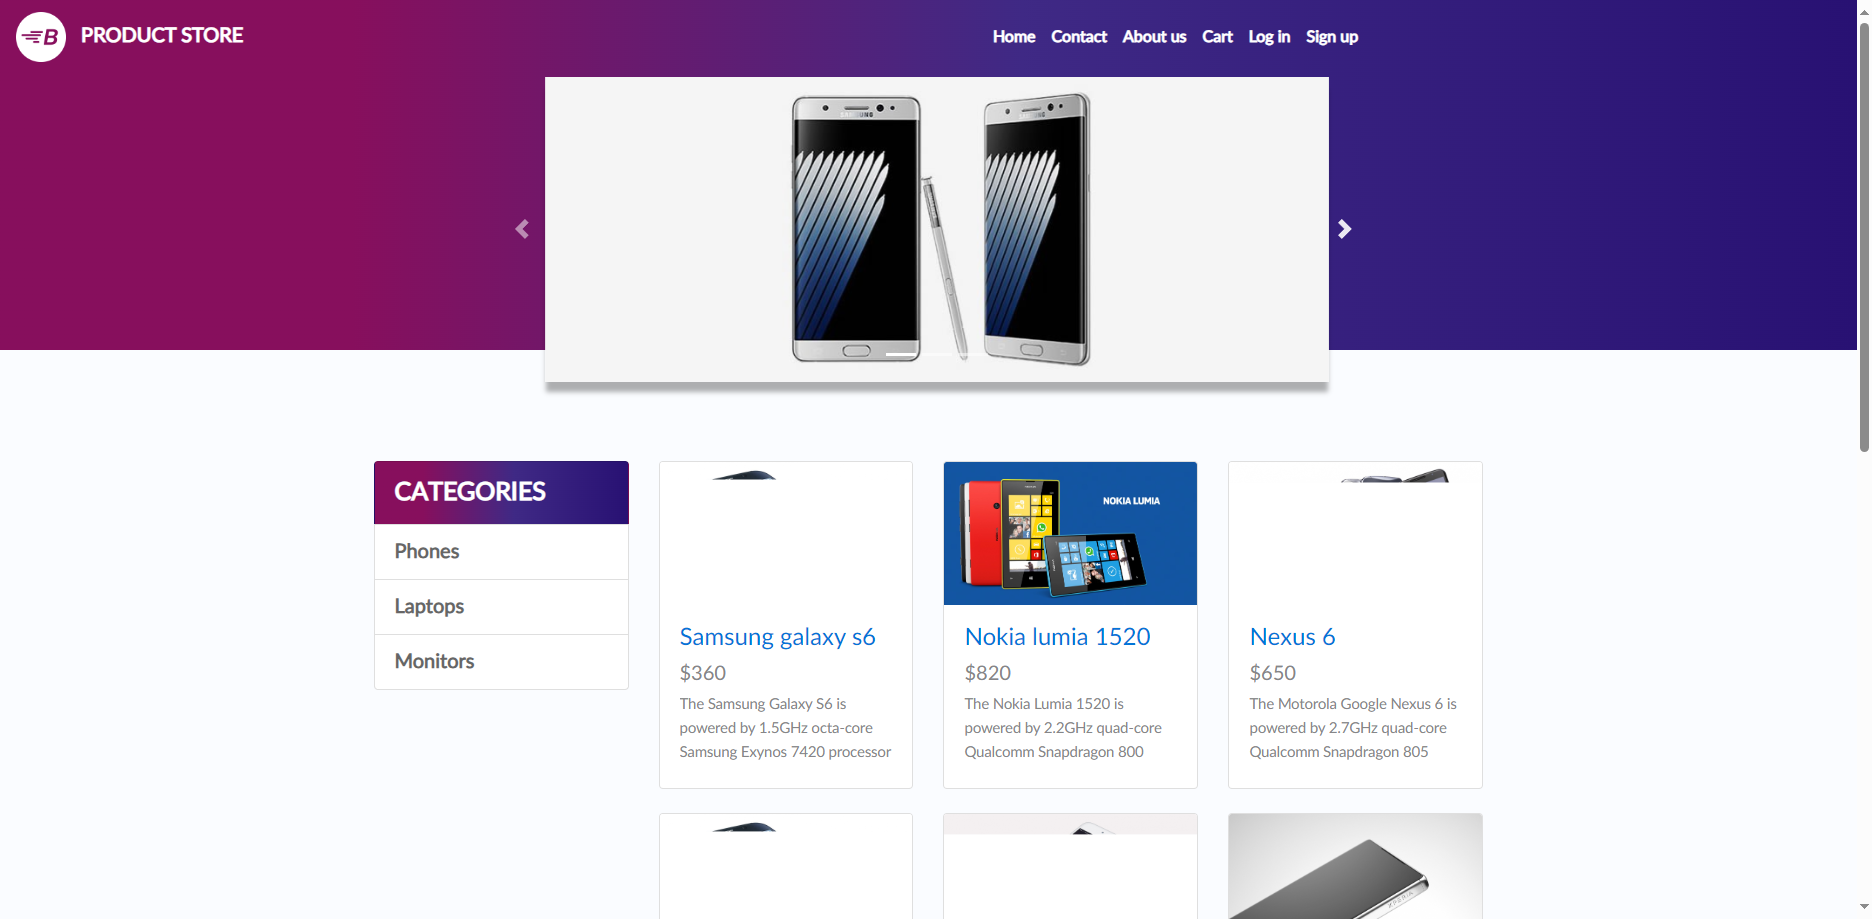 B
PRODUCT STORE
Home Contact About us Cart Log in Sign up
SAMSUNG
SAMSUNG
CATEGORIES
Phones
Laptops
Monitors
NOKIA LUMIA
Samsung galaxy s6
$360
The Samsung Galaxy S6 is
powered by 1.5GHz octa-core
Samsung Exynos 7420 processor
Nokia lumia 1520
$820
The Nokia Lumia 1520 is
powered by 2.2GHz quad-core
Qualcomm Snapdragon 800
Nexus 6
$650
The Motorola Google Nexus 6 is
powered by 2.7GHz quad-core
Qualcomm Snapdragon 805
XPERIA